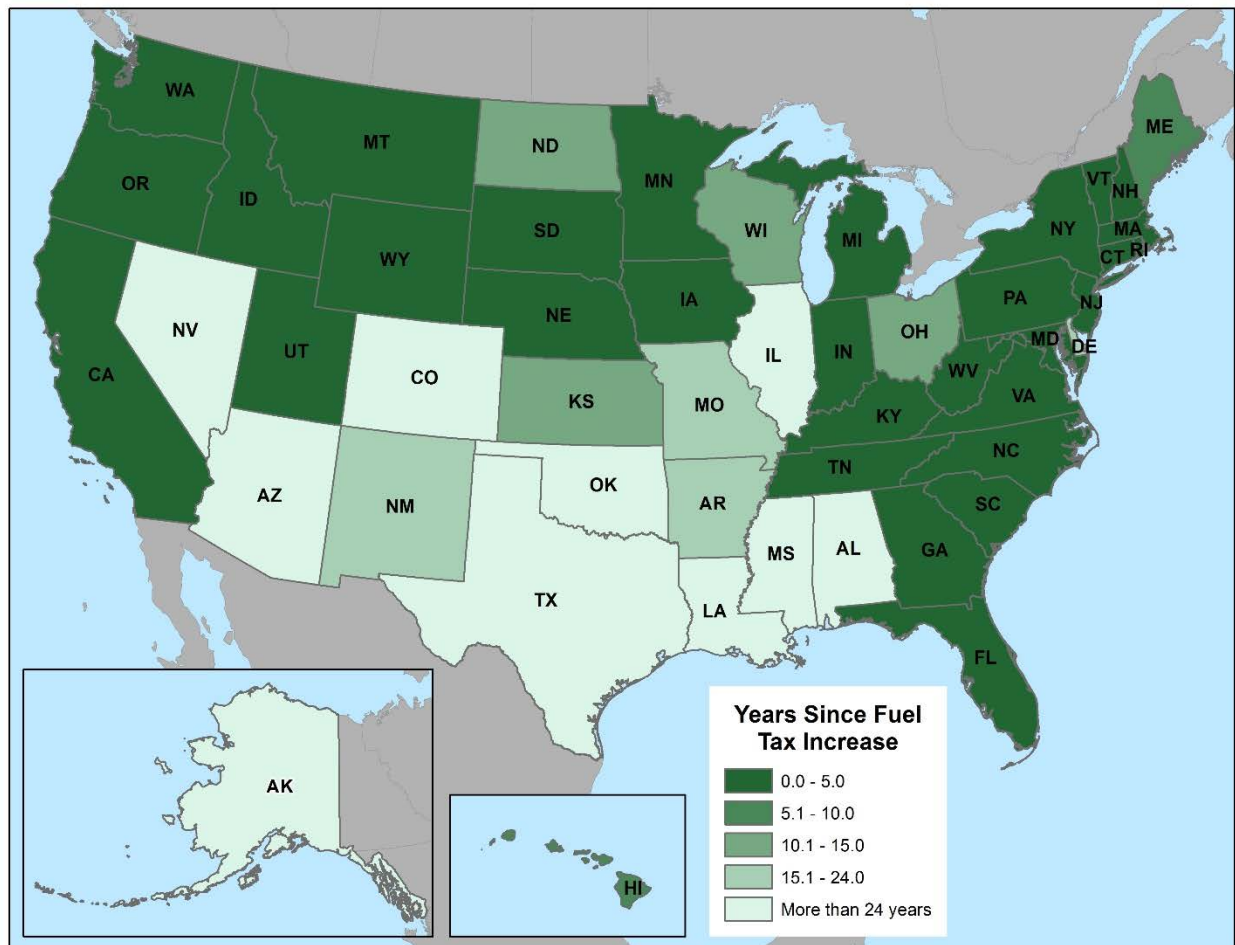 WA
MT
ND
MN
ME
OR
ID
SD
WI
VT
NH
WY
MI
NY
MA
CT
RI
NV
UT
NE
IA
PA
NJ
CA
CO
IL
IN
OH
MD
DE
WV
KS
MO
KY
VA
AZ
NM
OK
AR
TN
NC
SC
TX
LA
MS
AL
GA
FL
AK
HI
Years Since Fuel
Tax Increase
0.0 - 5.0
5.1 - 10.0
10.1 - 15.0
15.1 - 24.0
More than 24 years